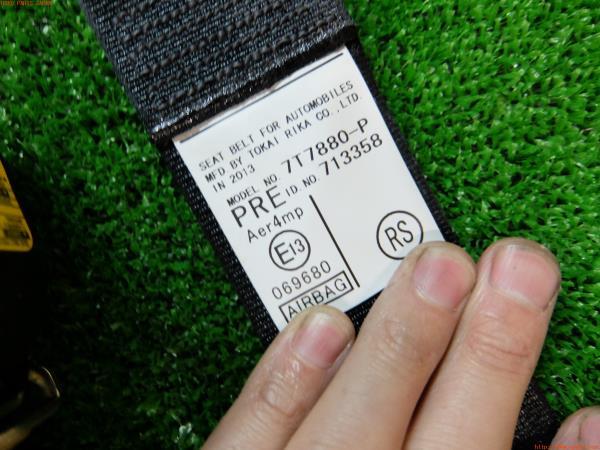 SEAT BELT FOR AUTOMOBILES
MFD BY TOKAI RIKA CO.,LTD.
IN 2013
MODEL NO. 7T7880-P
PRE ID NO. 713358
Aer4mp
E13
069680
AIRBAG
RS